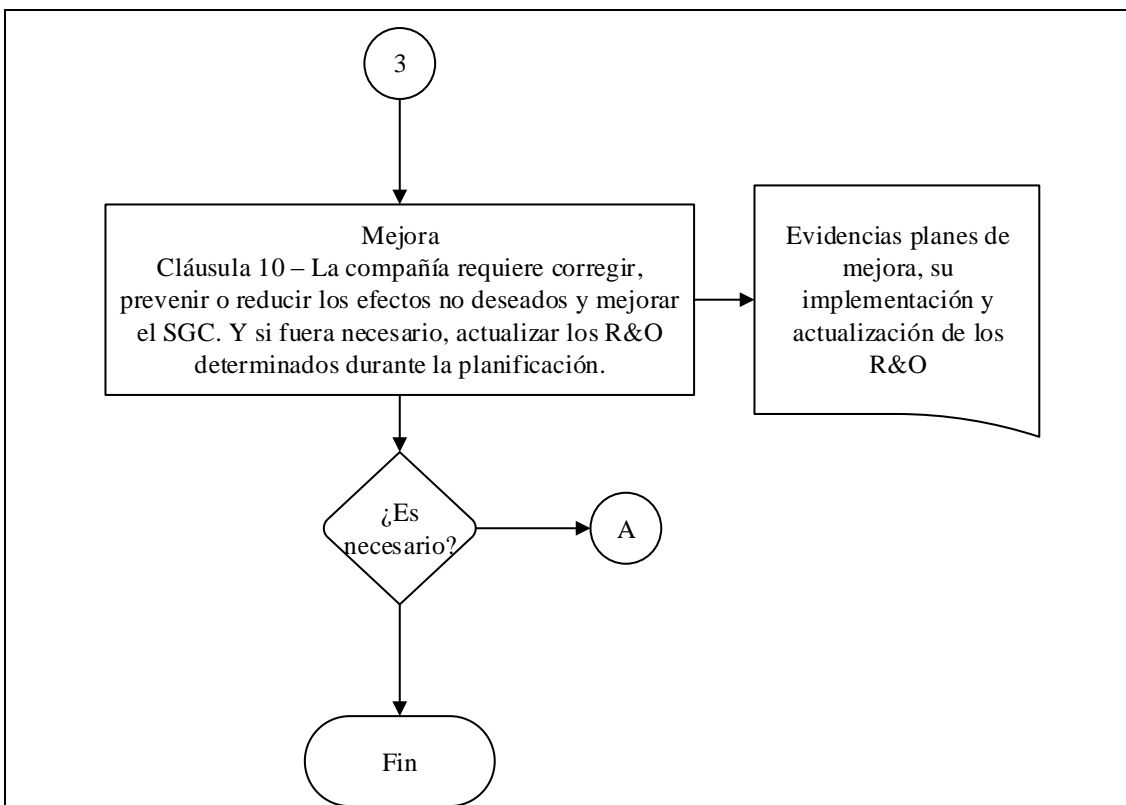 3
Mejora
Cláusula 10 – La compañía requiere corregir,
prevenir o reducir los efectos no deseados y mejorar
el SGC. Y si fuera necesario, actualizar los R&O
determinados durante la planificación.
Evidencias planes de
mejora, su
implementación y
actualización de los
R&O
¿Es
necesario?
A
Fin